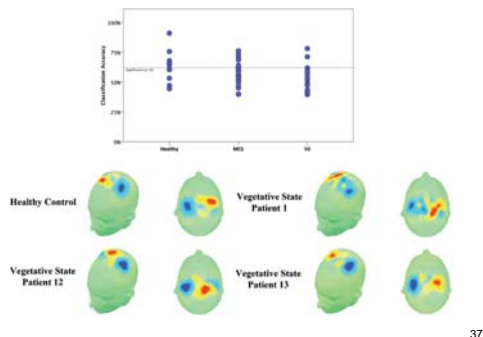 100%
75%
50%
25%
0%
Classification Accuracy
Healthy
MCS
VS
Healthy Control
Vegetative State
Patient 1
Vegetative State
Patient 12
Vegetative State
Patient 13
37